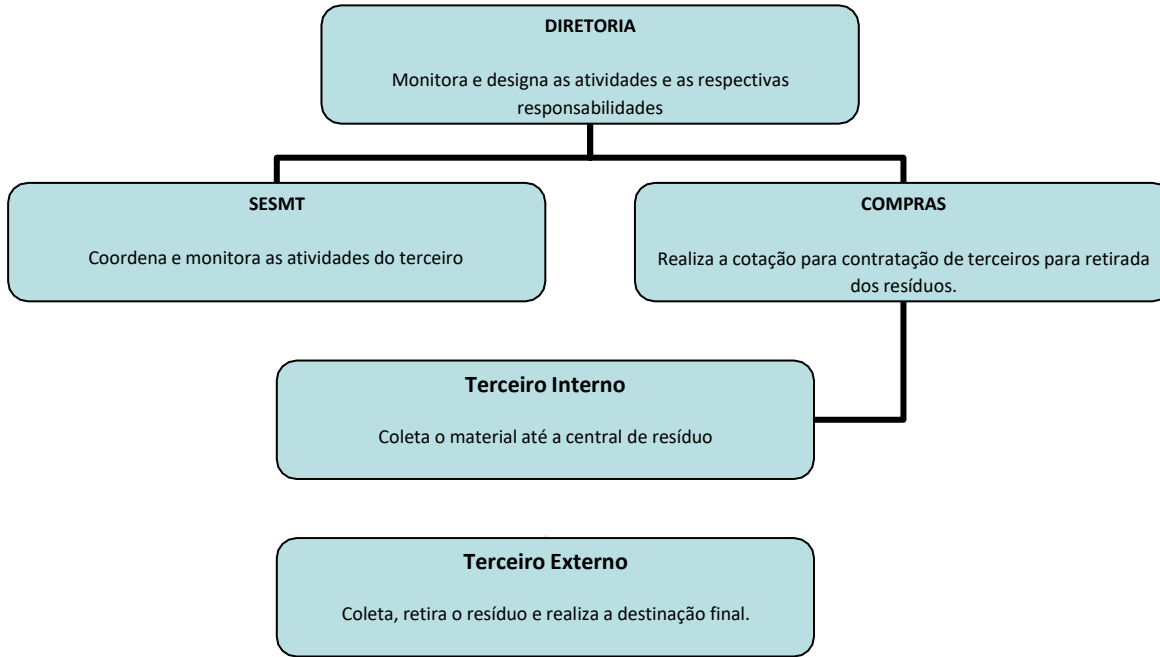 DIRETORIA
Monitora e designa as atividades e as respectivas
responsabilidades
SESMT
Coordena e monitora as atividades do terceiro
COMPRAS
Realiza a cotação para contratação de terceiros para retirada
dos resíduos.
Terceiro Interno
Coleta o material até a central de resíduo
Terceiro Externo
Coleta, retira o resíduo e realiza a destinação final.